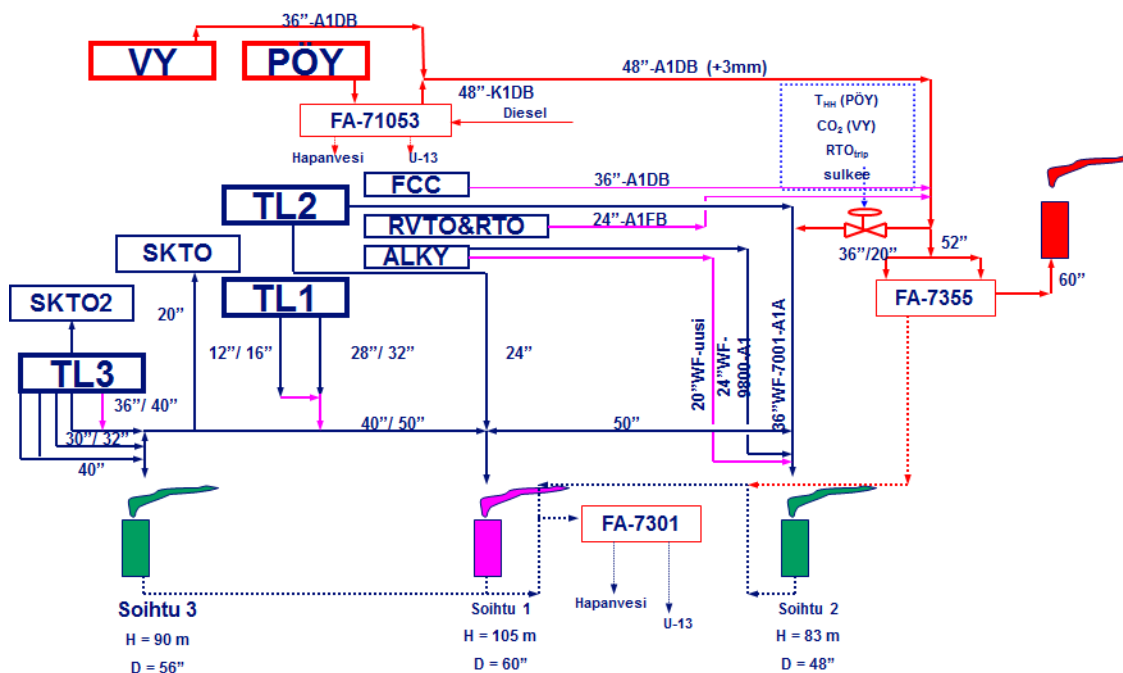 36”-A1DB
VY
PÖY
48”-A1DB (+3mm)
48”-K1DB
FA-71053
Diesel
Hapanvesi
U-13
THH (PÖY)
CO2 (VY)
RTOtrip
sulkee
FCC
36”-A1DB
TL2
RVTO&RTO
24”-A1FB
SKTO
ALKY
36”/20”
52”
60”
FA-7355
SKTO2
TL1
20”
TL3
12”/ 16”
28”/ 32”
24”
20”WF-uusi
24”WF-
9800-A1
36”WF-7001-A1A
36”/ 40”
30”/ 32”
40”
40”/ 50”
50”
FA-7301
Hapanvesi
U-13
Soihtu 3
H = 90 m
D = 56”
Soihtu 1
H = 105 m
D = 60”
Soihtu 2
H = 83 m
D = 48”